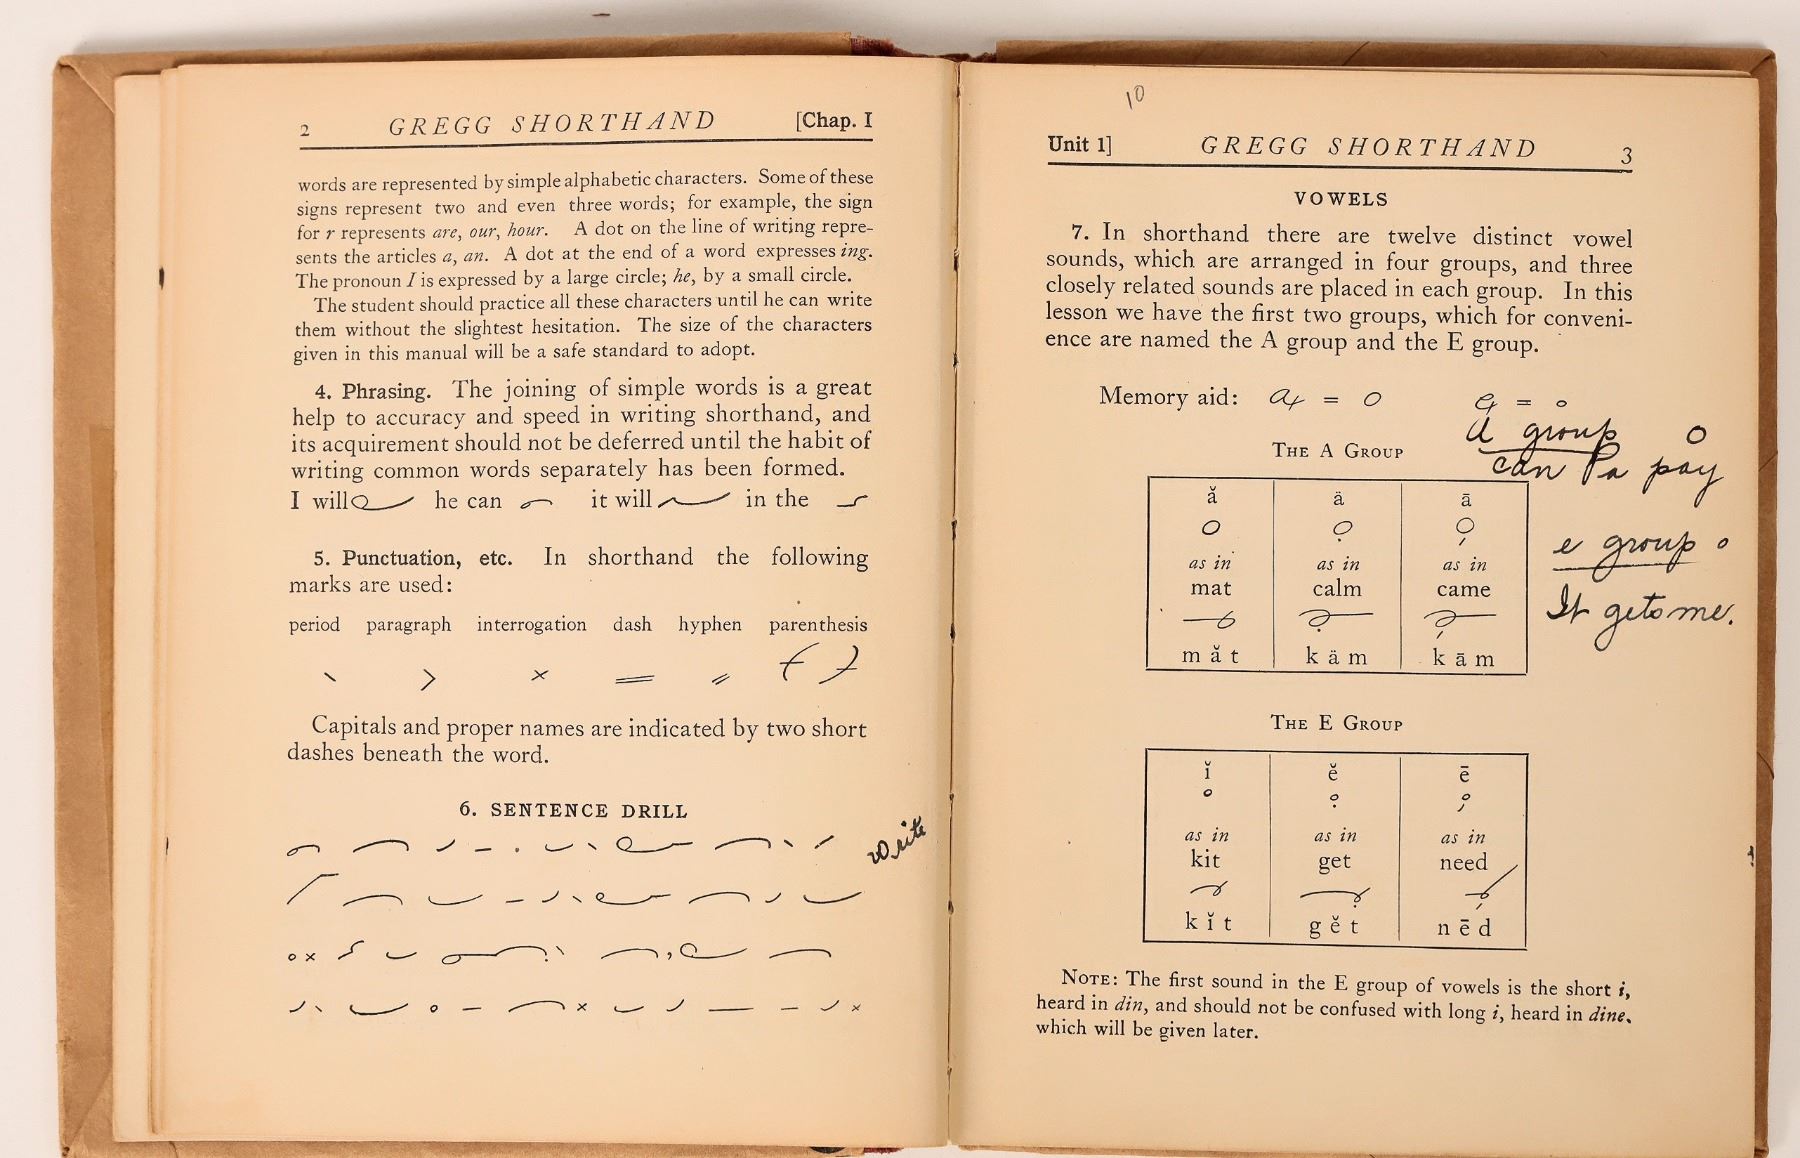 2 GREGG SHORTHAND [Chap. I
words are represented by simple alphabetic characters. Some of these
signs represent two and even three words; for example, the sign
for r represents are, our, hour. A dot on the line of writing repre-
sents the articles a, an. A dot at the end of a word expresses ing.
The pronoun I is expressed by a large circle; he, by a small circle.
The student should practice all these characters until he can write
them without the slightest hesitation. The size of the characters
given in this manual will be a safe standard to adopt.
4. Phrasing. The joining of simple words is a great
help to accuracy and speed in writing shorthand, and
its acquirement should not be deferred until the habit of
writing common words separately has been formed.
I will he can it will in the
5. Punctuation, etc. In shorthand the following
marks are used:
period paragraph interrogation dash hyphen parenthesis
Capitals and proper names are indicated by two short
dashes beneath the word.
6. SENTENCE DRILL
write
10
Unit 1] GREGG SHORTHAND 3
VOWELS
7. In shorthand there are twelve distinct vowel
sounds, which are arranged in four groups, and three
closely related sounds are placed in each group. In this
lesson we have the first two groups, which for conveni-
ence are named the A group and the E group.
Memory aid: a = o e = o
A group o
can Pa pay
THE A GROUP
ă ä ā
as in as in as in
mat calm came
m ă t k ä m k ā m
e group o
It gets me.
THE E GROUP
ĭ ĕ ē
as in as in as in
kit get need
k ĭ t g ĕ t n ē d
NOTE: The first sound in the E group of vowels is the short i,
heard in din, and should not be confused with long i, heard in dine,
which will be given later.